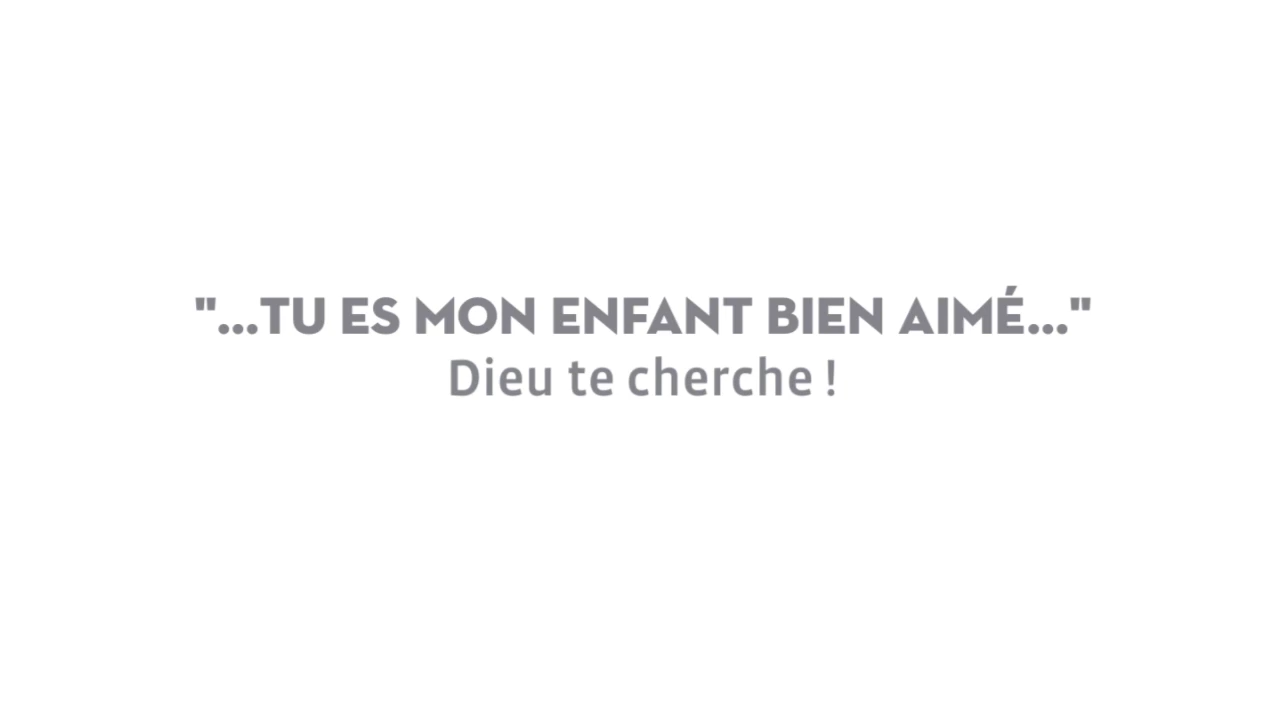 "...TU ES MON ENFANT BIEN AIMÉ..."
Dieu te cherche !